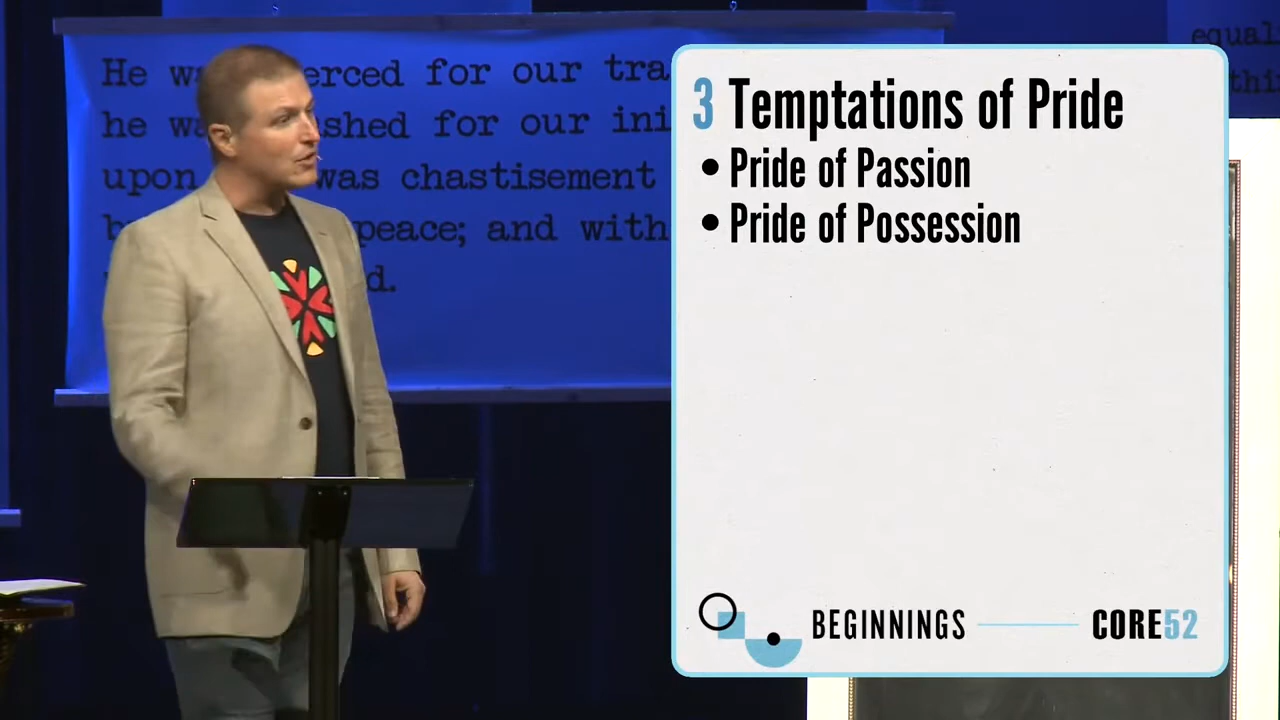 He w erced for our tra
he wa shed for our ini
upon was chastisement
b peace; and with
d.
equal
thi
3 Temptations of Pride
• Pride of Passion
• Pride of Possession
BEGINNINGS
CORE52